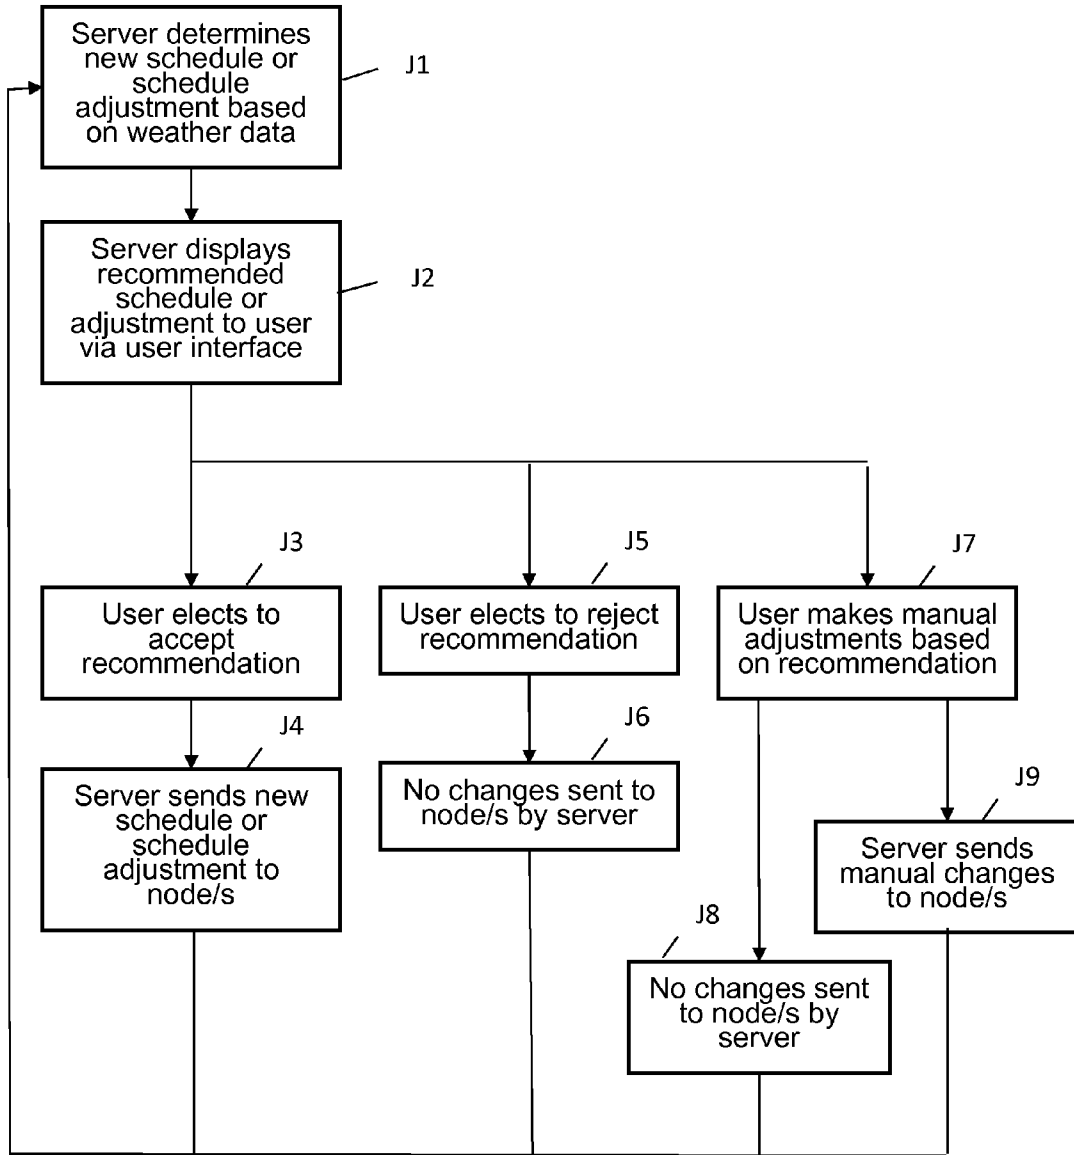 Server determines
new schedule or
schedule
adjustment based
on weather data
J1
Server displays
recommended
schedule or
adjustment to user
via user interface
J2
J3
User elects to
accept
recommendation
J4
Server sends new
schedule or
schedule
adjustment to
node/s
J5
User elects to reject
recommendation
J6
No changes sent to
node/s by server
J7
User makes manual
adjustments based
on recommendation
J8
No changes sent
to node/s by
server
J9
Server sends
manual changes
to node/s